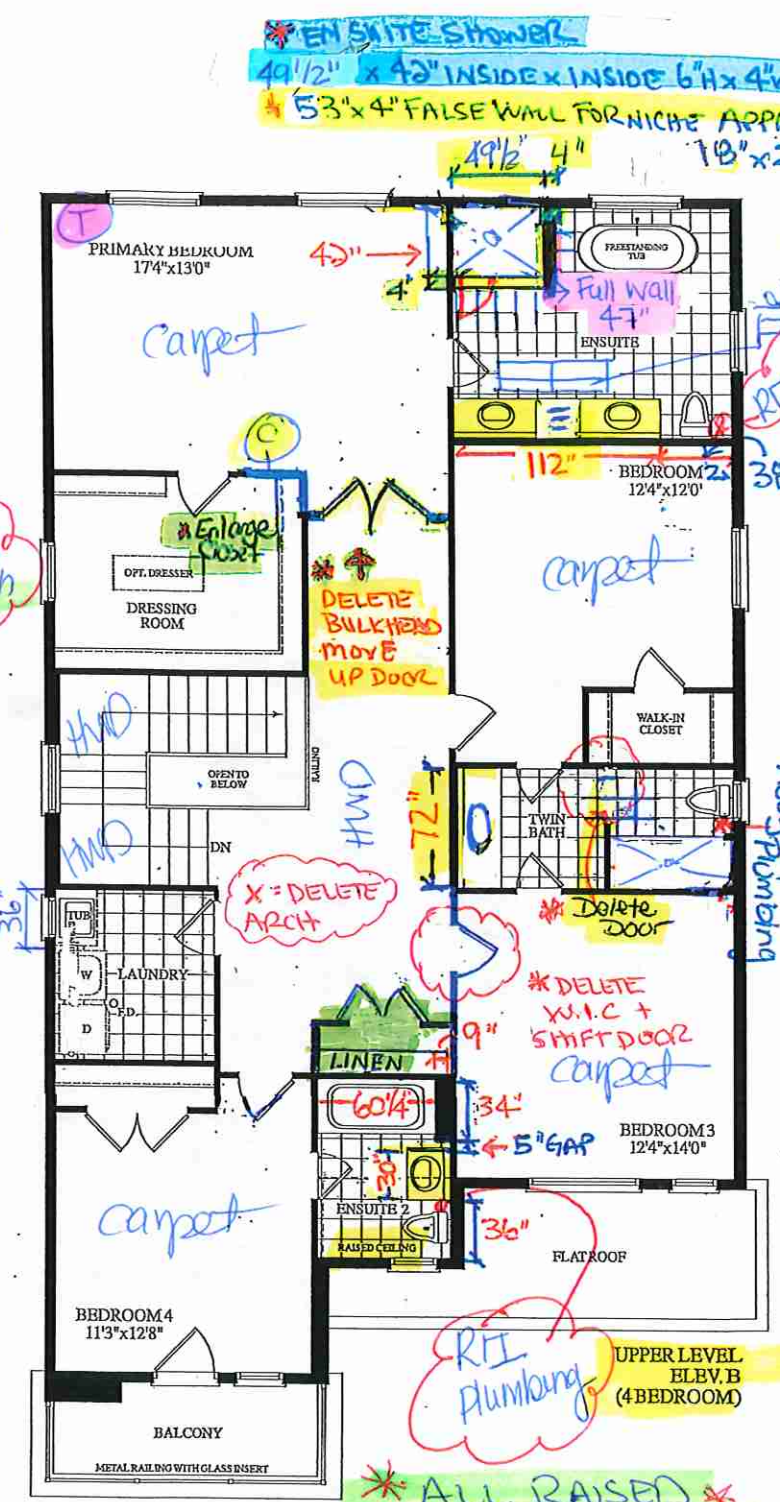 * EN SUITE SHOWER
49 1/2" x 42" INSIDE x INSIDE 6"H x 4"
* 53" x 4" FALSE WALL FOR NICHE
49 1/2" 4"
T
PRIMARY BEDROOM
17'4"x13'0"
42"
4"
FREESTANDING
TUB
Full Wall
47"
ENSUITE
carpet
C
112"
BEDROOM 2
12'4"x12'0"
* Enlarge
Closet
OPT. DRESSER
DRESSING
ROOM
*
DELETE
BULKHEAD
MOVE
UP DOOR
carpet
WALK-IN
CLOSET
HWD
OPEN TO
BELOW
RAILING
HWD
HWD
DN
72"
TWIN
BATH
Plumbing
36"
X = DELETE
ARCH
* Delete
Door
TUB
W
LAUNDRY
F.D.
D
* DELETE
W.I.C +
SHIFT DOOR
carpet
9"
LINEN
60 1/4"
34"
5" GAP
BEDROOM 3
12'4"x14'0"
30"
ENSUITE 2
RAISED CEILING
36"
FLAT ROOF
carpet
BEDROOM 4
11'3"x12'8"
R/I
Plumbing
UPPER LEVEL
ELEV. B
(4 BEDROOM)
BALCONY
METAL RAILING WITH GLASS INSERT
* ALL RAISED *